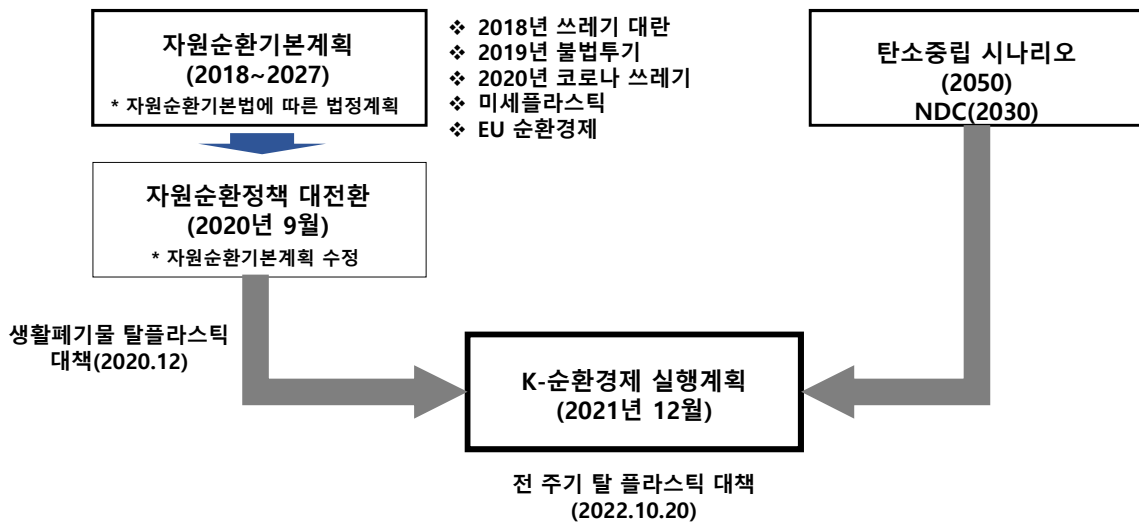 자원순환기본계획
(2018~2027)
* 자원순환기본법에 따른 법정계획
❖ 2018년 쓰레기 대란
❖ 2019년 불법투기
❖ 2020년 코로나 쓰레기
❖ 미세플라스틱
❖ EU 순환경제
탄소중립 시나리오
(2050)
NDC(2030)
자원순환정책 대전환
(2020년 9월)
* 자원순환기본계획 수정
생활폐기물 탈플라스틱
대책(2020.12)
K-순환경제 실행계획
(2021년 12월)
전 주기 탈 플라스틱 대책
(2022.10.20)